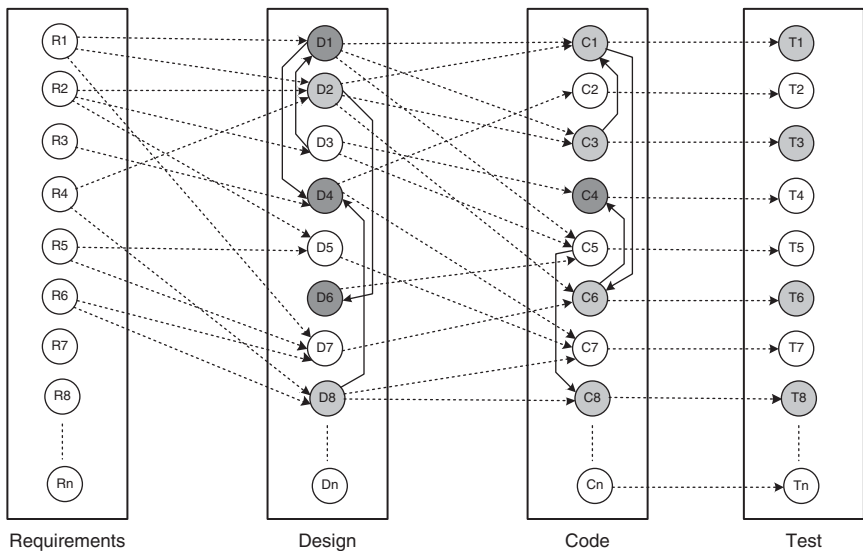 R1 D1 C1 T1
R2 D2 C2 T2
R3 D3 C3 T3
R4 D4 C4 T4
R5 D5 C5 T5
R6 D6 C6 T6
R7 D7 C7 T7
R8 D8 C8 T8
Rn Dn Cn Tn
Requirements Design Code Test